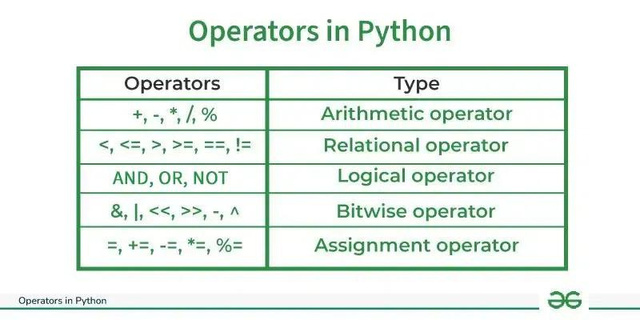 Operators in Python
Operators Type
+, -, *, /, % Arithmetic operator
<, <=, >, >=, ==, != Relational operator
AND, OR, NOT Logical operator
&, |, <<, >>, -, ^ Bitwise operator
=, +=, -=, *=, %= Assignment operator
Operators in Python